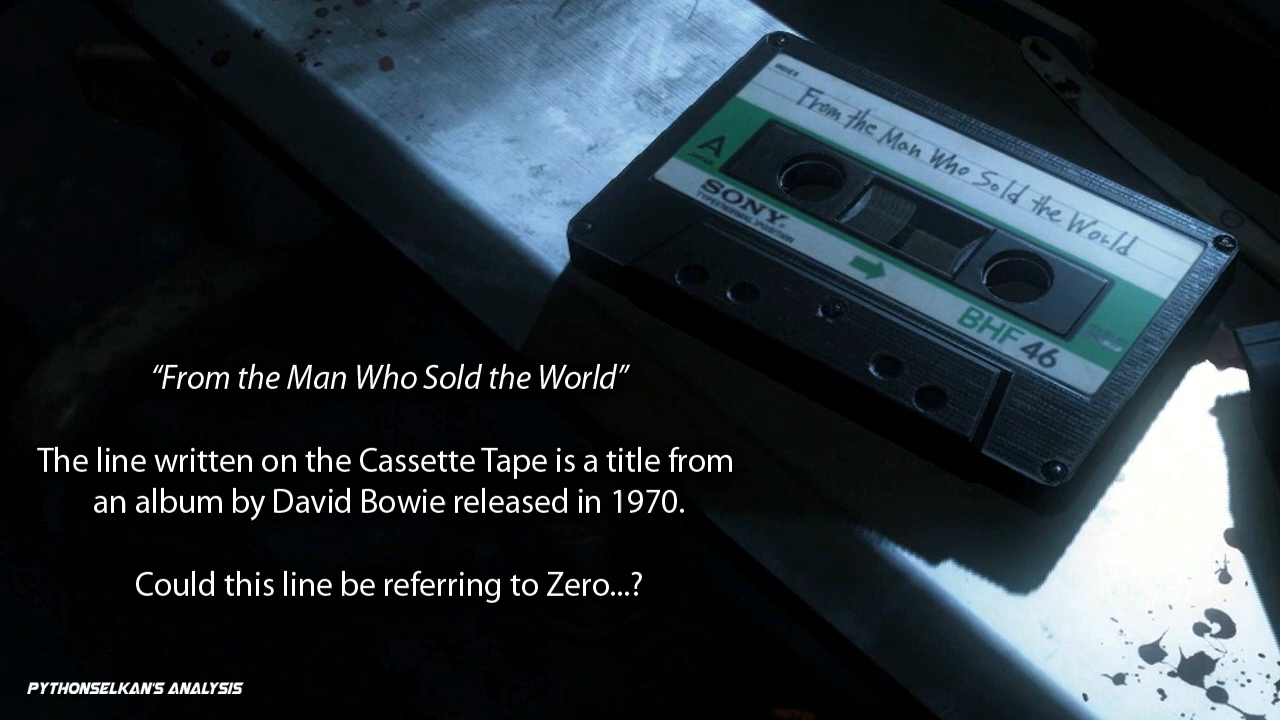 INDEX
From the Man Who Sold the World
A
JAPAN
SONY
BHF 46
“From the Man Who Sold the World”
The line written on the Cassette Tape is a title from
an album by David Bowie released in 1970.
Could this line be referring to Zero...?
PYTHONSELKAN'S ANALYSIS